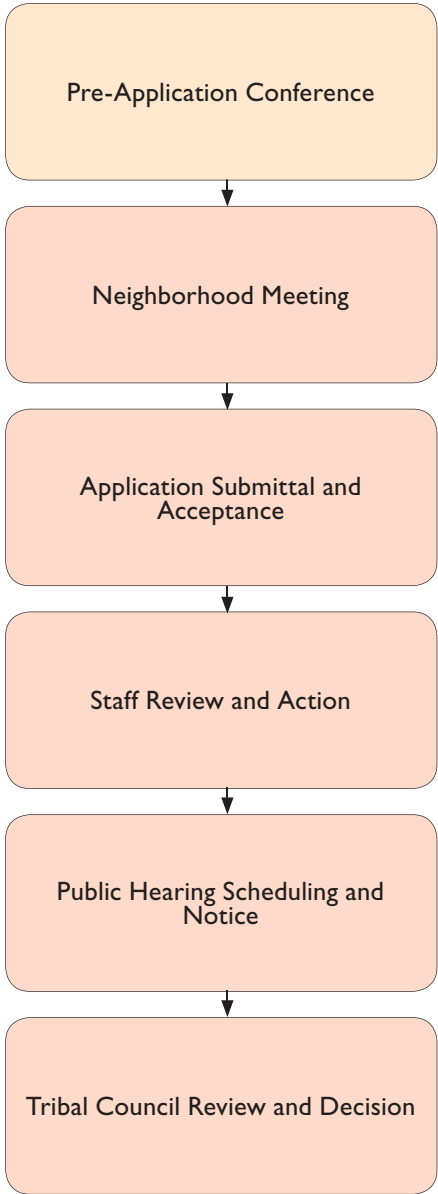 Pre-Application Conference
Neighborhood Meeting
Application Submittal and
Acceptance
Staff Review and Action
Public Hearing Scheduling and
Notice
Tribal Council Review and Decision